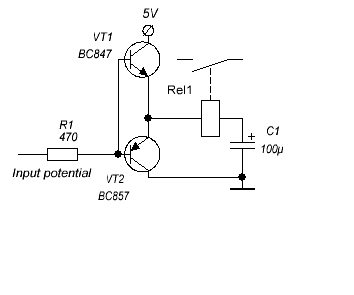 5V
VT1
BC847
Rel1
R1
470
C1
+
100µ
Input potential
VT2
BC857